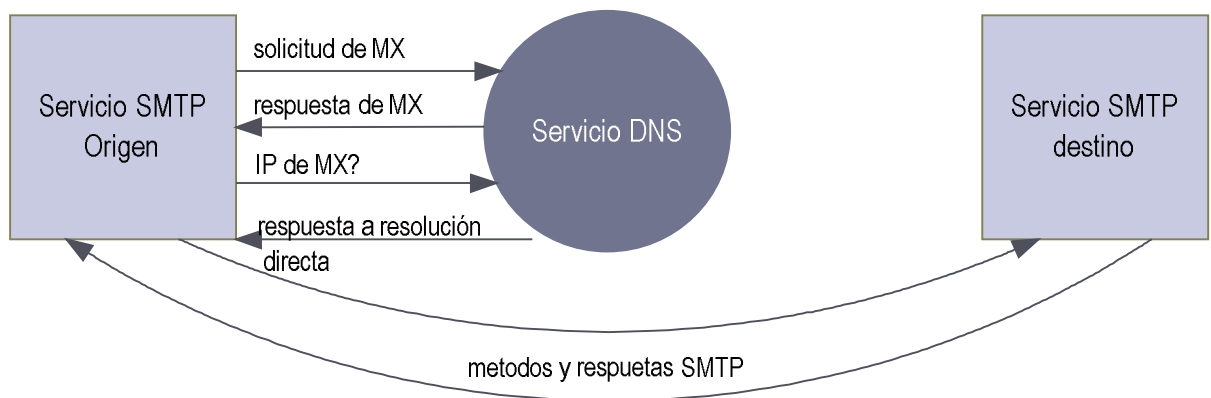 solicitud de MX
Servicio SMTP
Origen
respuesta de MX
IP de MX?
respuesta a resolución
directa
Servicio DNS
Servicio SMTP
destino
metodos y respuetas SMTP